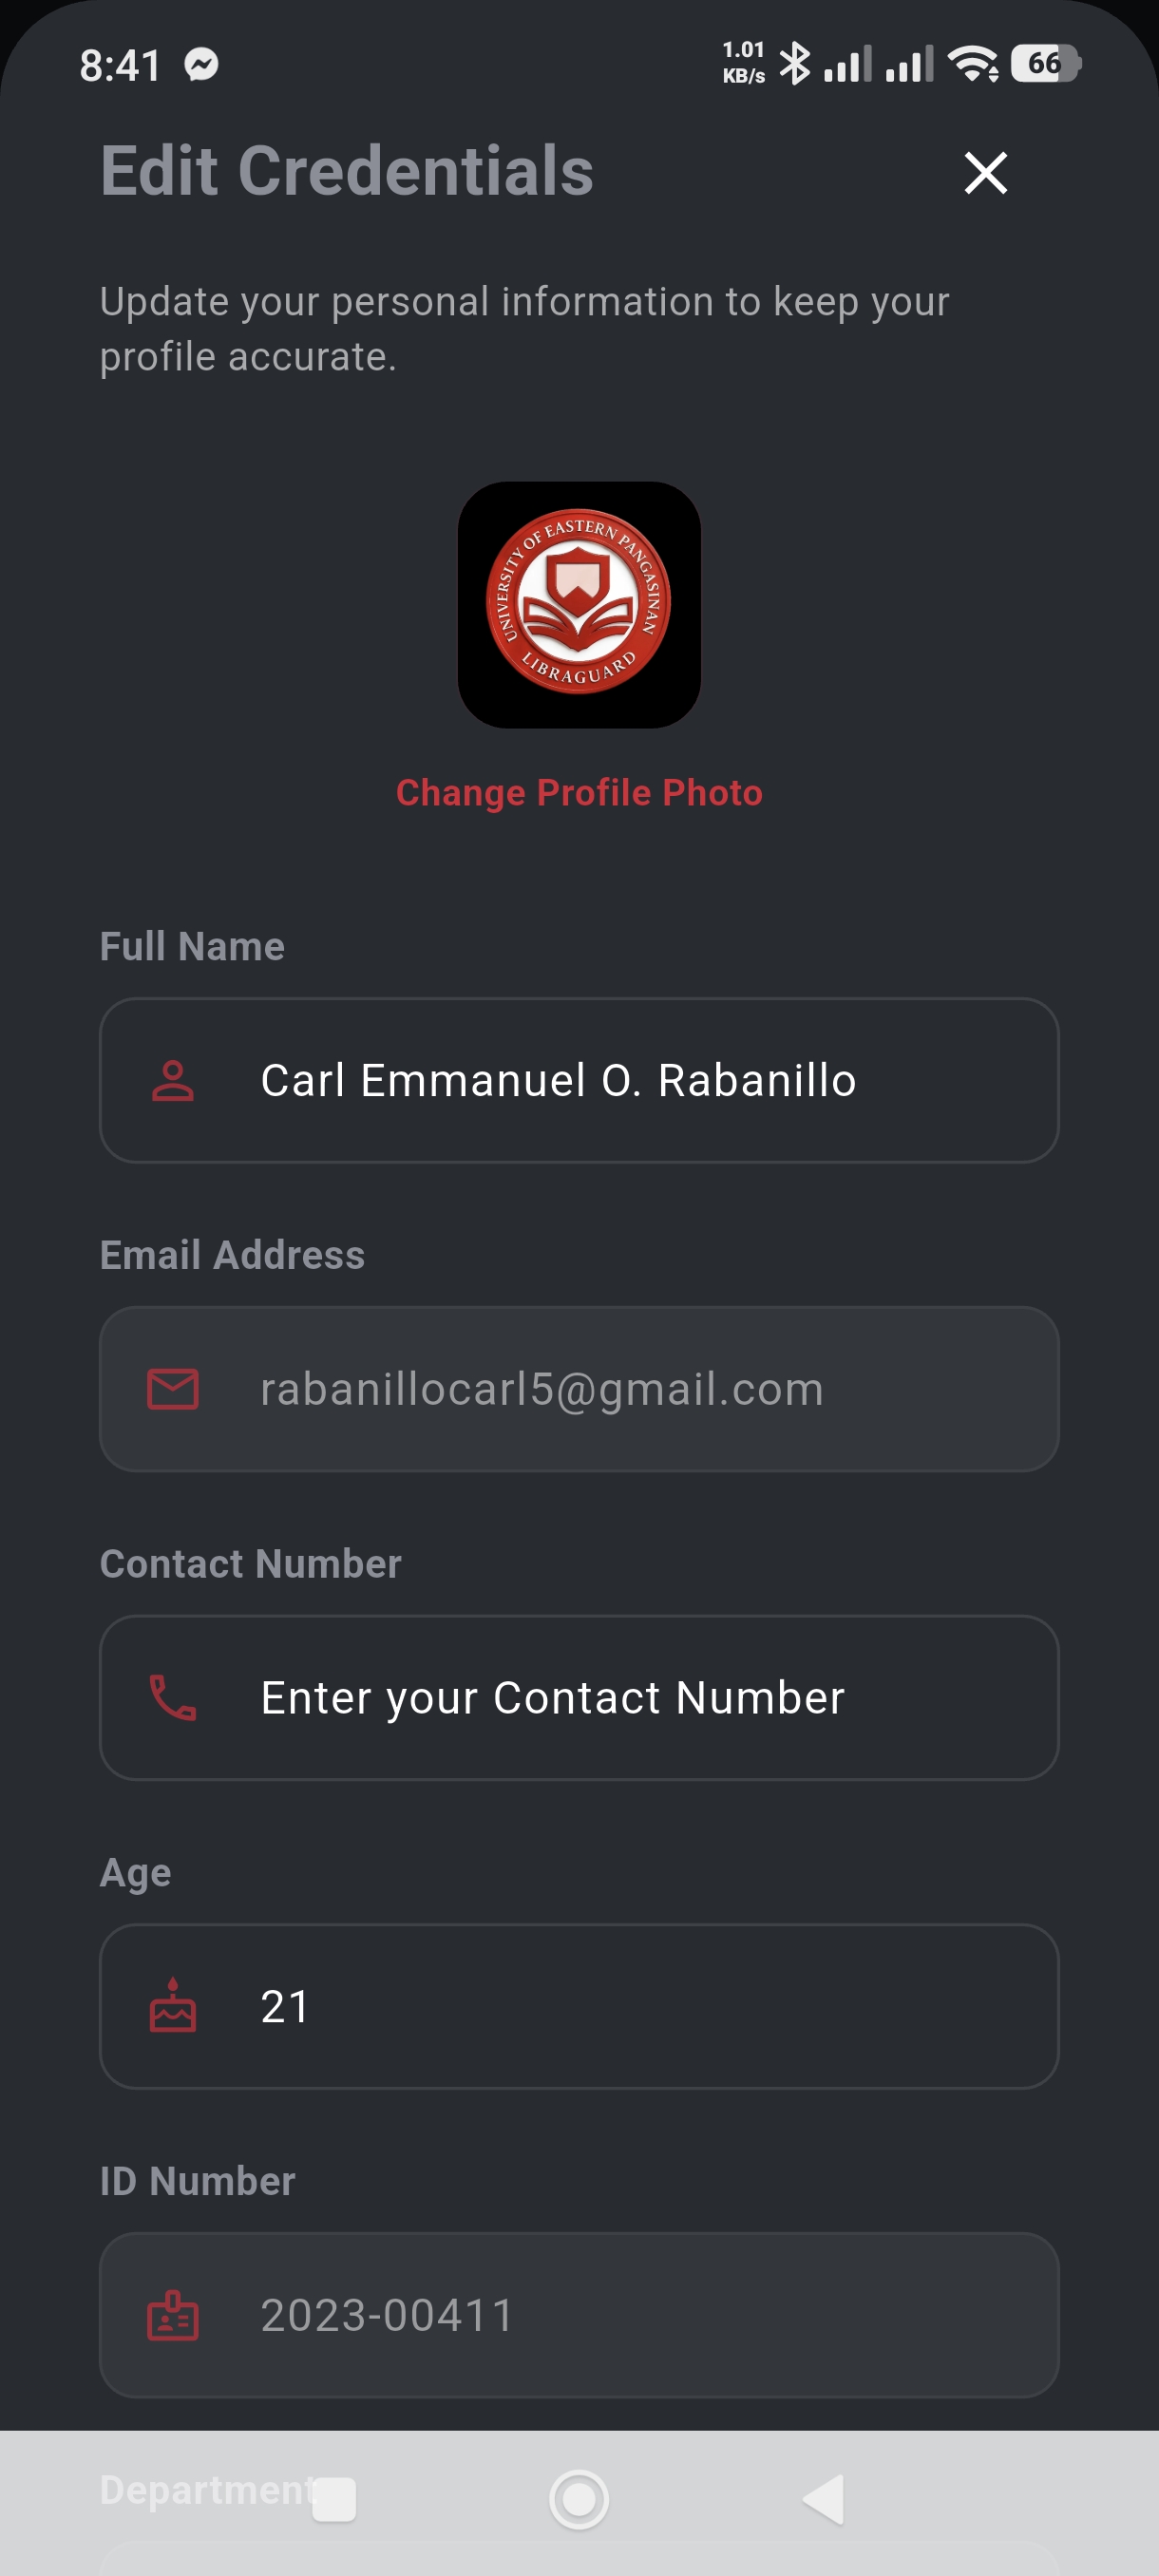 8:41
1.01
KB/s
66
Edit Credentials
Update your personal information to keep your
profile accurate.
UNIVERSITY OF EASTERN PANGASINAN
LIBRAGUARD
Change Profile Photo
Full Name
Carl Emmanuel O. Rabanillo
Email Address
rabanillocarl5@gmail.com
Contact Number
Enter your Contact Number
Age
21
ID Number
2023-00411
Department